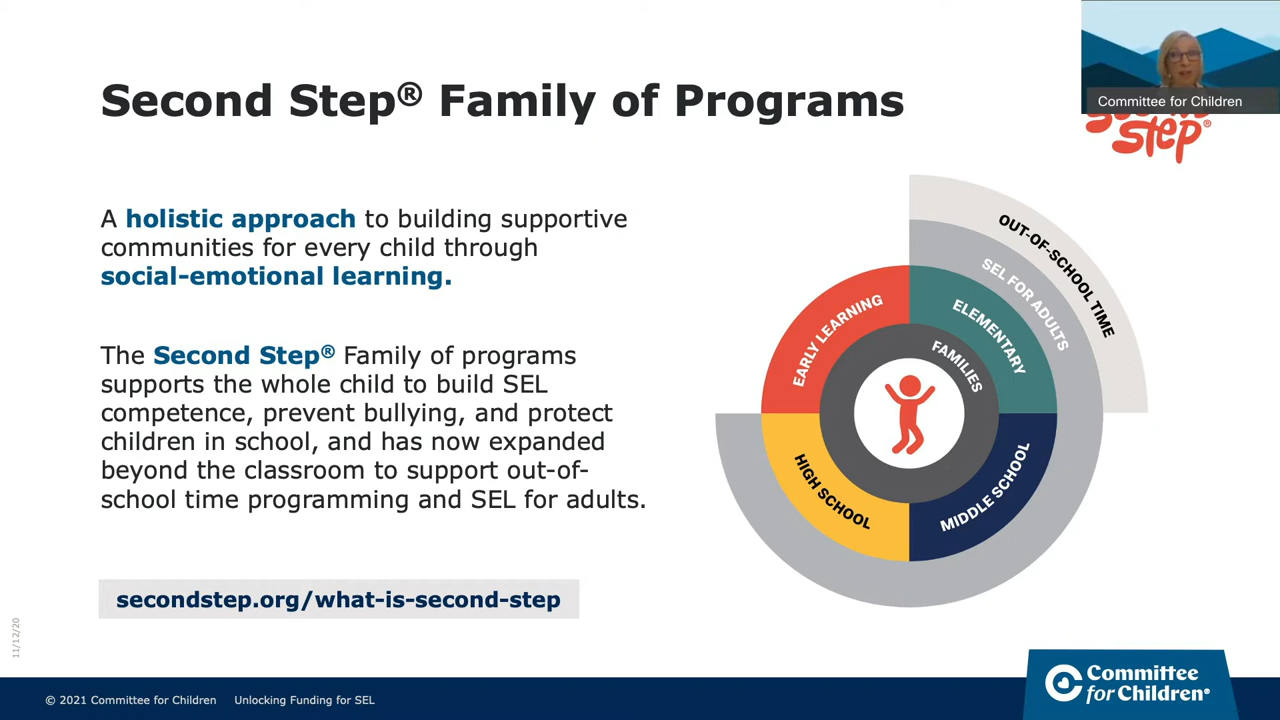 Second Step® Family of Programs
Committee for Children
step®
A holistic approach to building supportive
communities for every child through
social-emotional learning.
The Second Step® Family of programs
supports the whole child to build SEL
competence, prevent bullying, and protect
children in school, and has now expanded
beyond the classroom to support out-of-
school time programming and SEL for adults.
secondstep.org/what-is-second-step
OUT-OF-SCHOOL TIME
SEL FOR ADULTS
EARLY LEARNING
ELEMENTARY
FAMILIES
HIGH SCHOOL
MIDDLE SCHOOL
11/12/20
© 2021 Committee for Children Unlocking Funding for SEL
Committee
for Children®